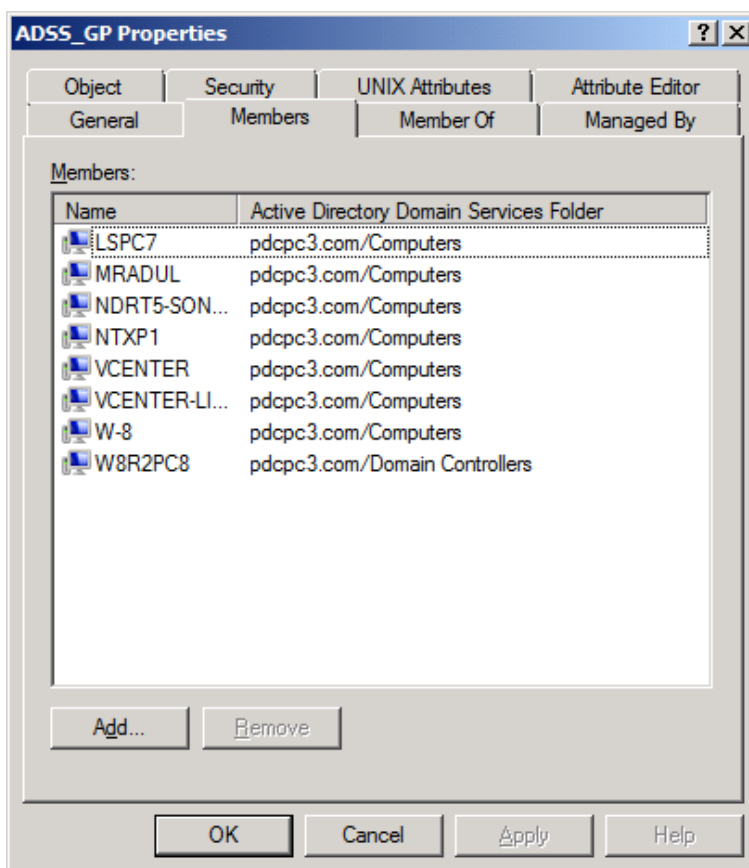 ADSS_GP Properties
Object Security UNIX Attributes Attribute Editor
General Members Member Of Managed By
Members:
Name Active Directory Domain Services Folder
LSPC7 pdcpc3.com/Computers
MRADUL pdcpc3.com/Computers
NDRT5-SON... pdcpc3.com/Computers
NTXP1 pdcpc3.com/Computers
VCENTER pdcpc3.com/Computers
VCENTER-LI... pdcpc3.com/Computers
W-8 pdcpc3.com/Computers
W8R2PC8 pdcpc3.com/Domain Controllers
Add... Remove
OK Cancel Apply Help